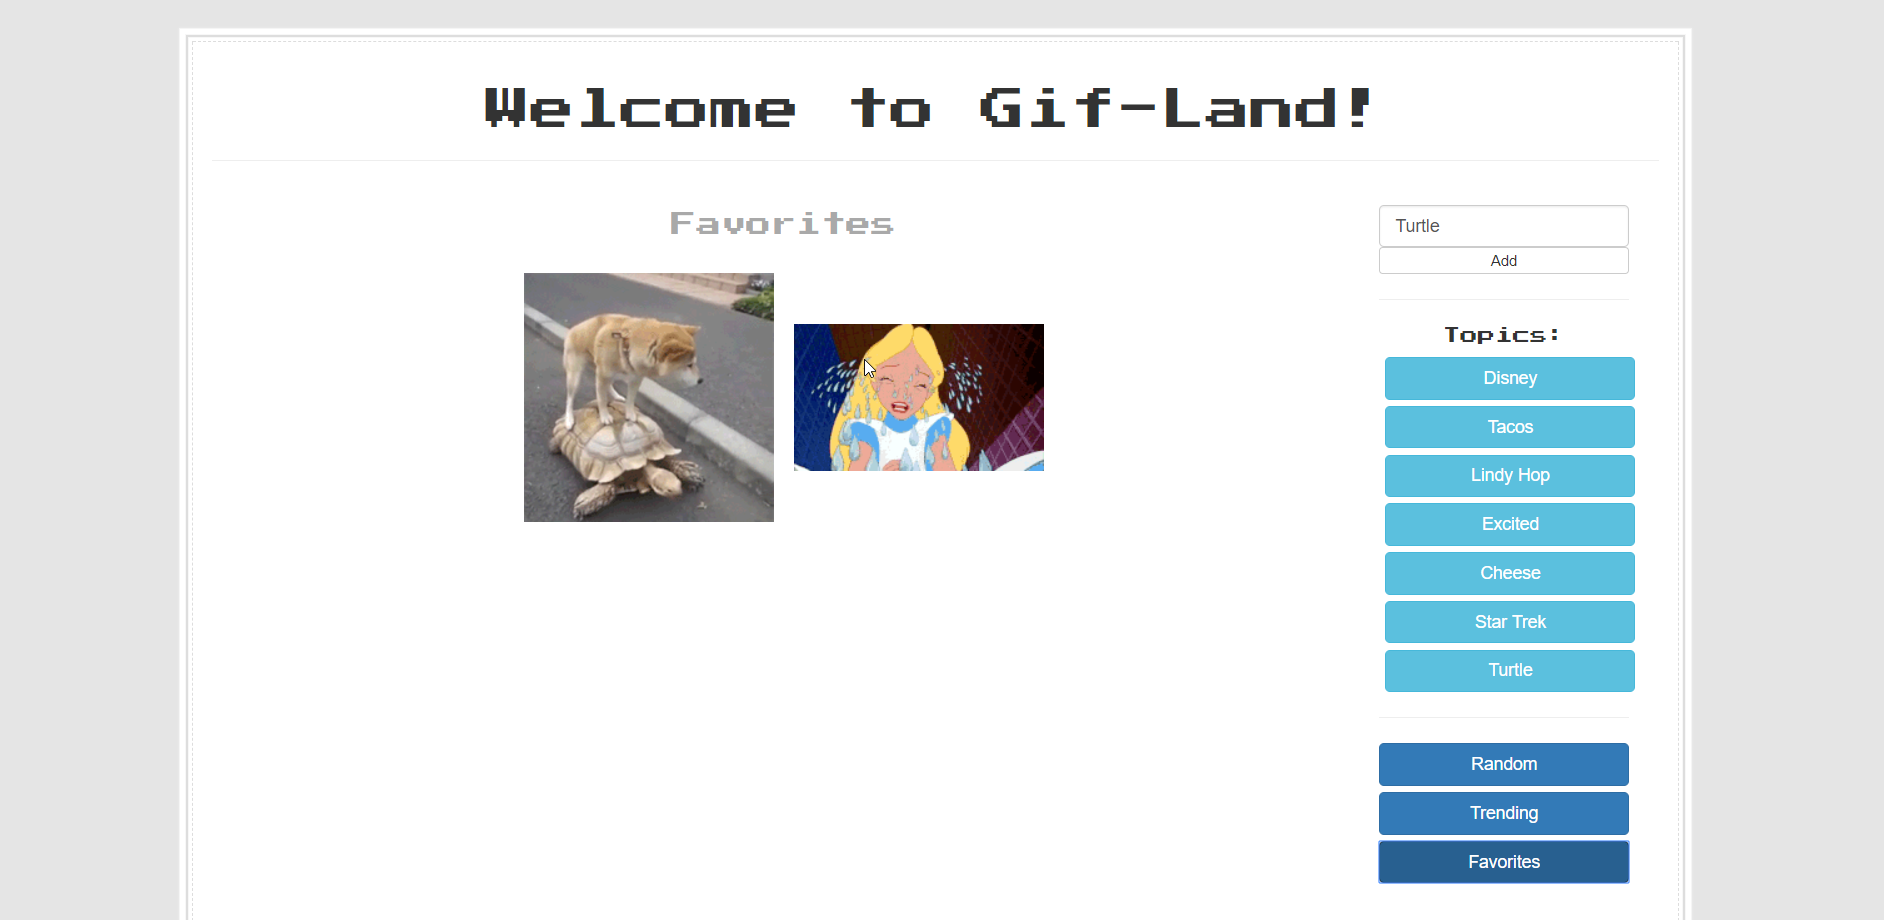 Welcome to Gif-Land!
Favorites
Turtle
Add
Topics:
Disney
Tacos
Lindy Hop
Excited
Cheese
Star Trek
Turtle
Random
Trending
Favorites